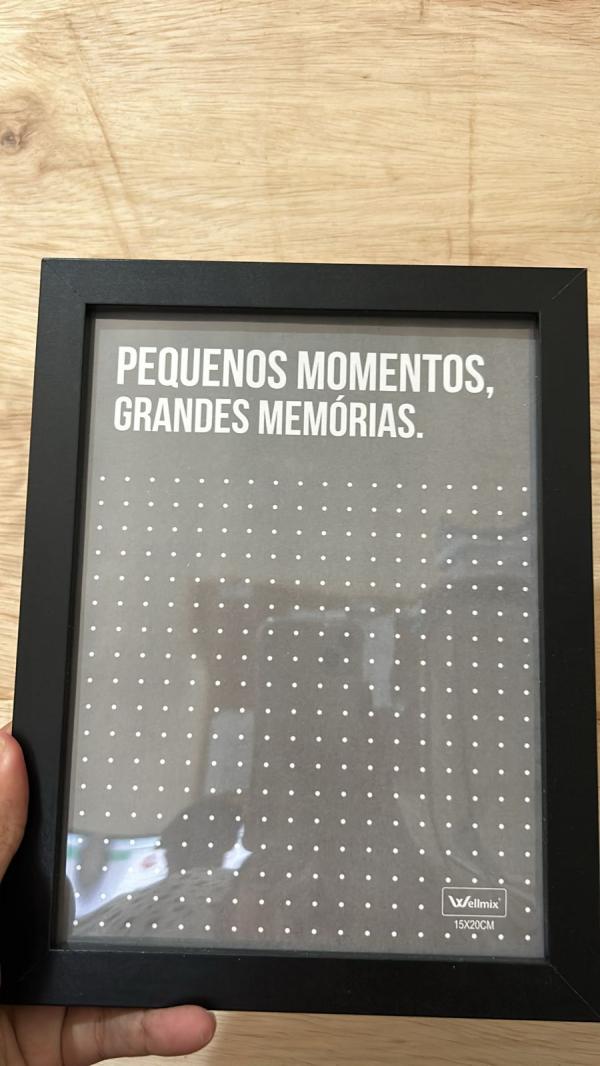 PEQUENOS MOMENTOS,
GRANDES MEMÓRIAS.
Wellmix
15X20CM